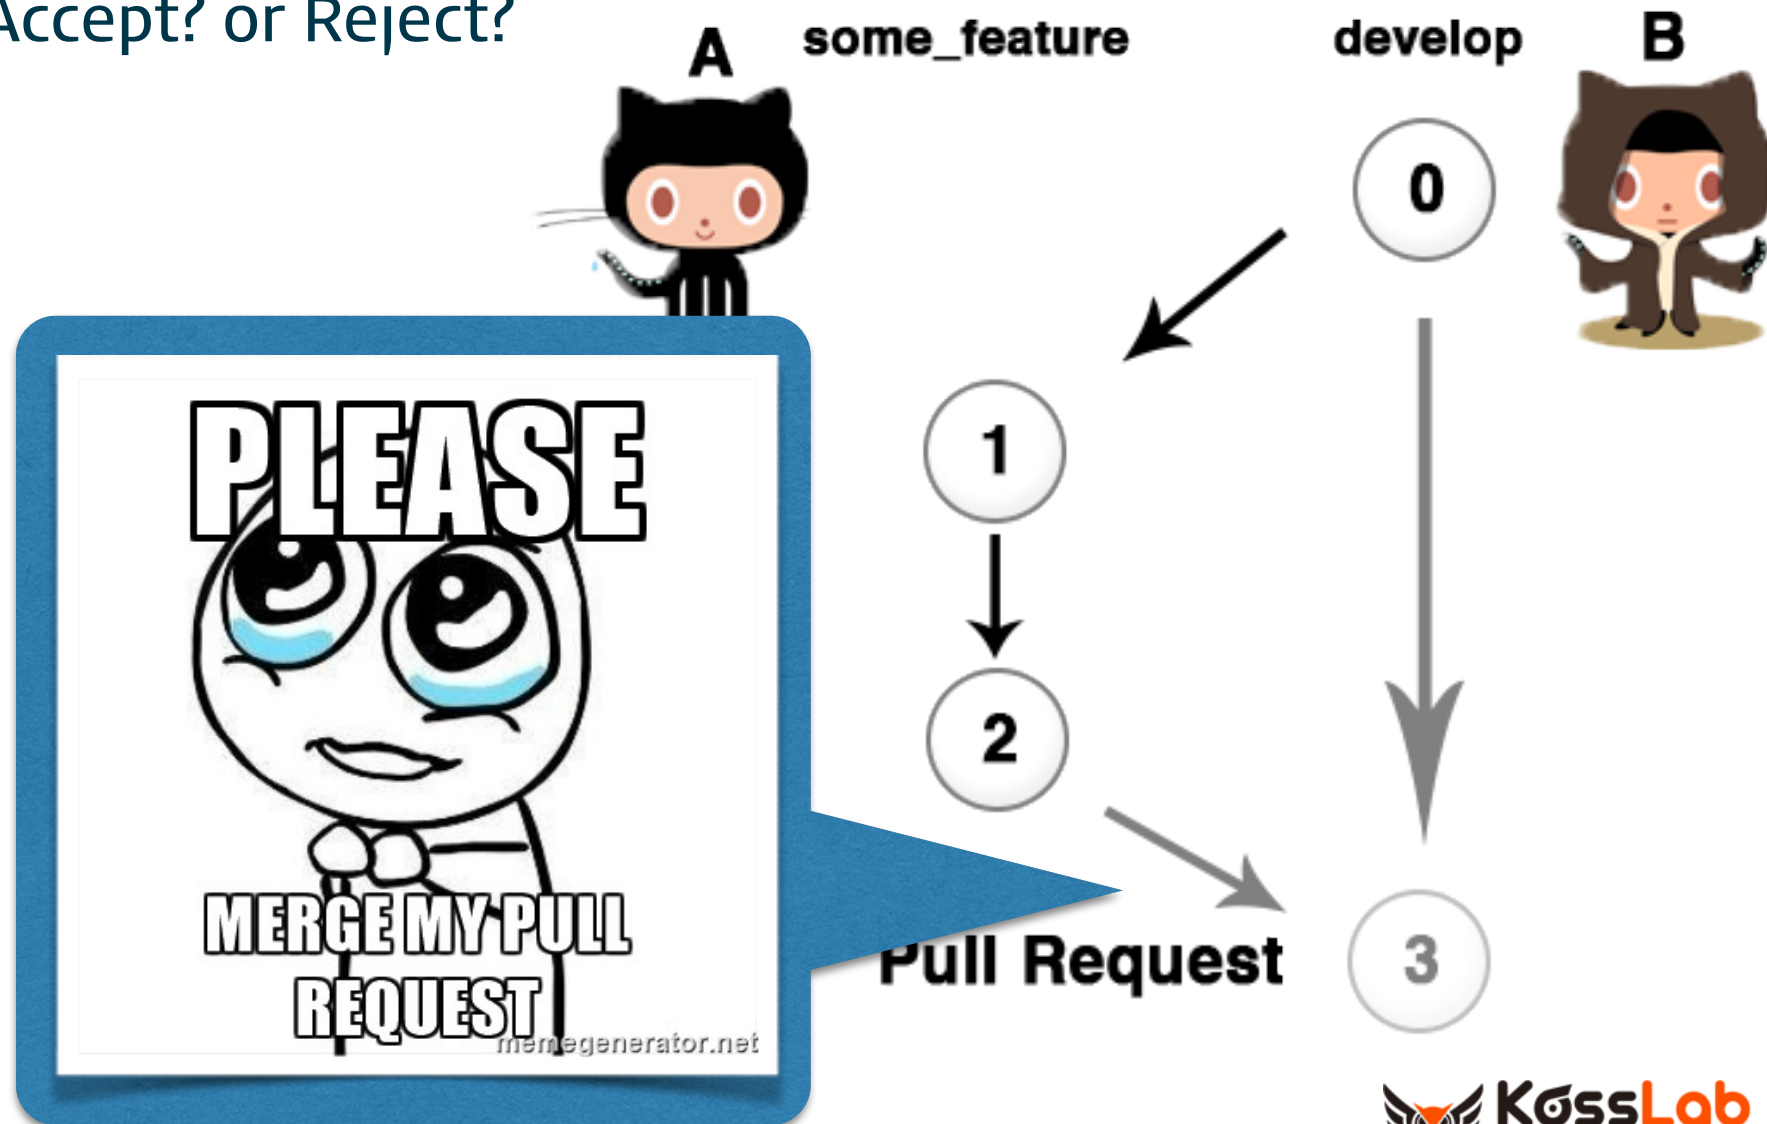 Accept? or Reject?
A
some_feature
develop
B
0
1
2
3
Pull Request
PLEASE
MERGE MY PULL
REQUEST
memegenerator.net
KossLab